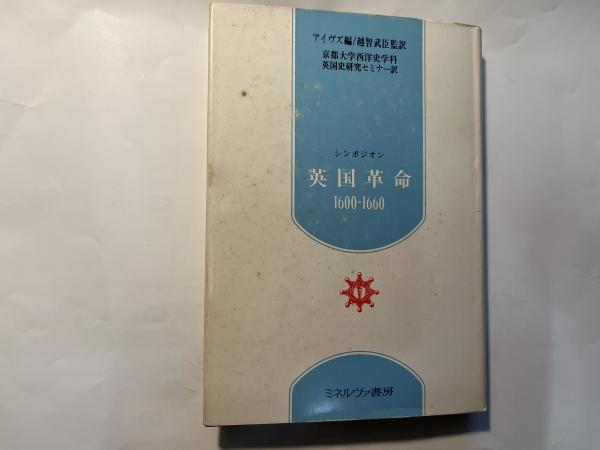 アイヴズ編/越智武臣監訳
京都大学西洋史学科
英国史研究セミナー訳
シンポジオン
英国革命
1600-1660
ミネルヴァ書房